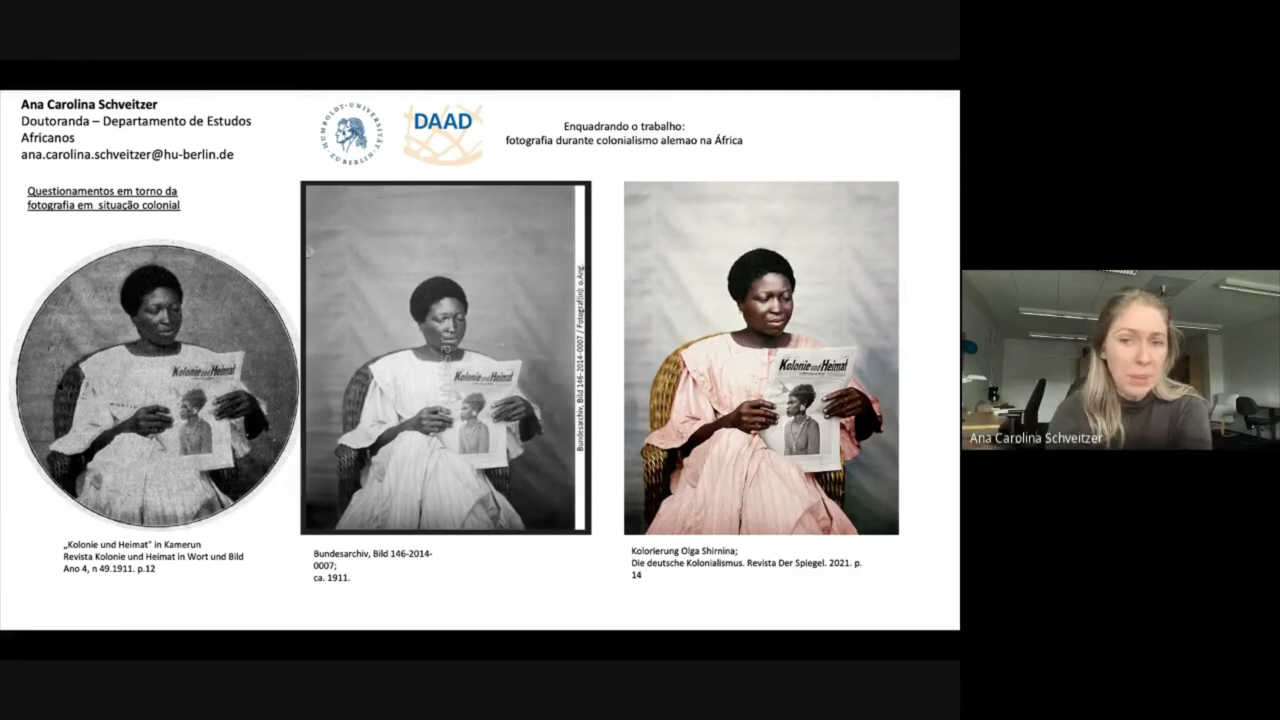 Ana Carolina Schveitzer
Doutoranda – Departamento de Estudos
Africanos
ana.carolina.schveitzer@hu-berlin.de
HUMBOLDT-UNIVERSITÄT
ZU BERLIN
DAAD
Enquadrando o trabalho:
fotografia durante colonialismo alemao na África
Questionamentos em torno da
fotografia em situação colonial
Kolonie und Heimat
Kolonie und Heimat
Bundesarchiv, Bild 146-2014-0007 / Fotograf(in): o.Ang.
Kolonie und Heimat
„Kolonie und Heimat" in Kamerun
Revista Kolonie und Heimat in Wort und Bild
Ano 4, n 49.1911. p.12
Bundesarchiv, Bild 146-2014-
0007;
ca. 1911.
Kolorierung Olga Shirnina;
Die deutsche Kolonialismus. Revista Der Spiegel. 2021. p.
14
Ana Carolina Schveitzer